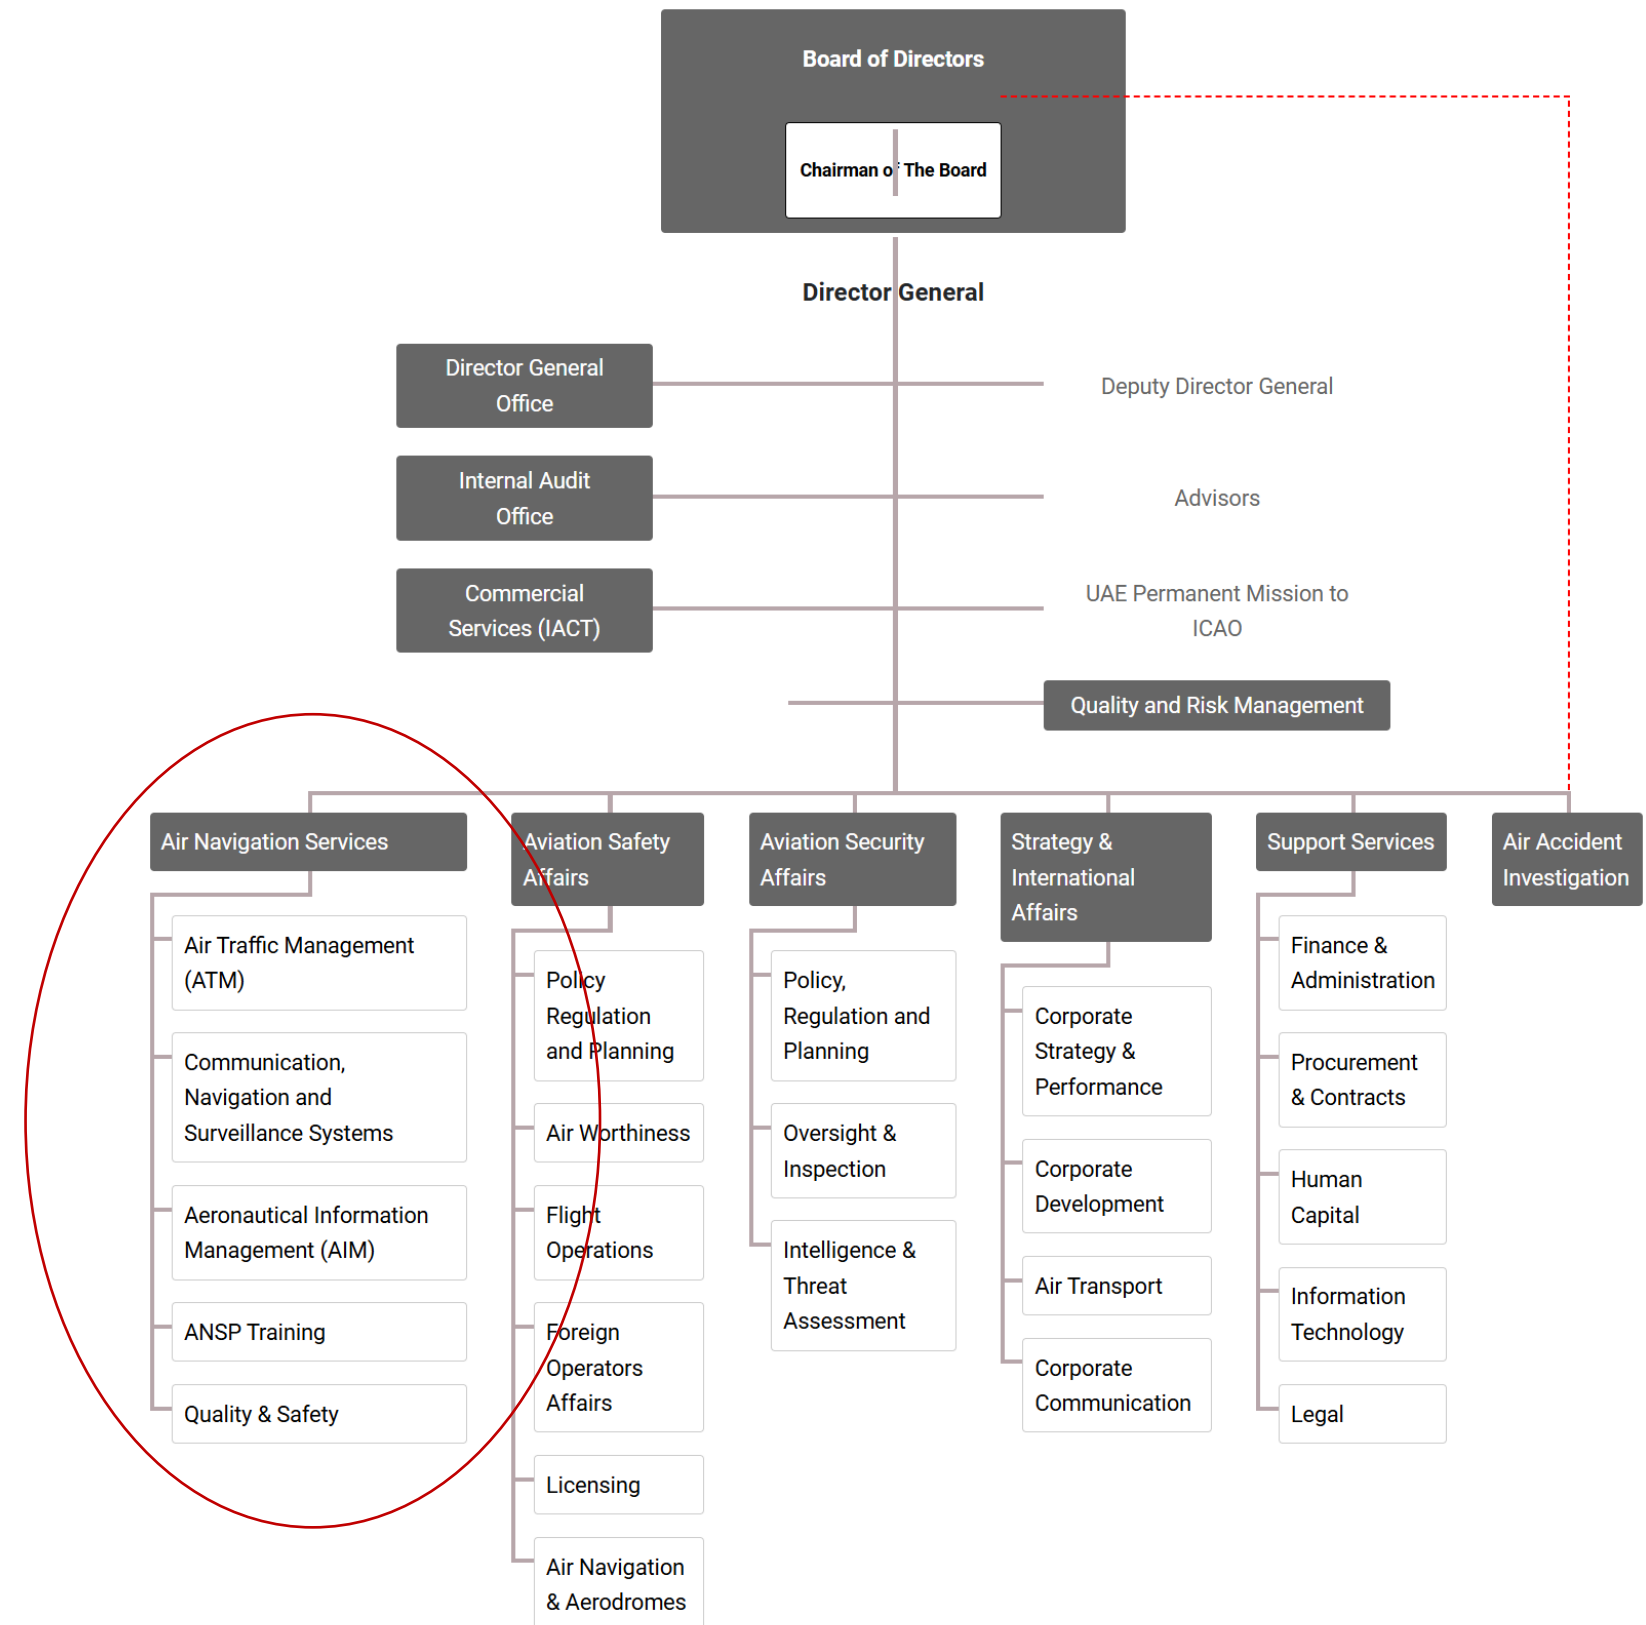 Board of Directors
Chairman of The Board
Director General
Director General
Office
Deputy Director General
Internal Audit
Office
Advisors
Commercial
Services (IACT)
UAE Permanent Mission to
ICAO
Quality and Risk Management
Air Navigation Services
Air Traffic Management
(ATM)
Communication,
Navigation and
Surveillance Systems
Aeronautical Information
Management (AIM)
ANSP Training
Quality & Safety
Aviation Safety
Affairs
Policy
Regulation
and Planning
Air Worthiness
Flight
Operations
Foreign
Operators
Affairs
Licensing
Air Navigation
& Aerodromes
Aviation Security
Affairs
Policy,
Regulation and
Planning
Oversight &
Inspection
Intelligence &
Threat
Assessment
Strategy &
International
Affairs
Corporate
Strategy &
Performance
Corporate
Development
Air Transport
Corporate
Communication
Support Services
Finance &
Administration
Procurement
& Contracts
Human
Capital
Information
Technology
Legal
Air Accident
Investigation